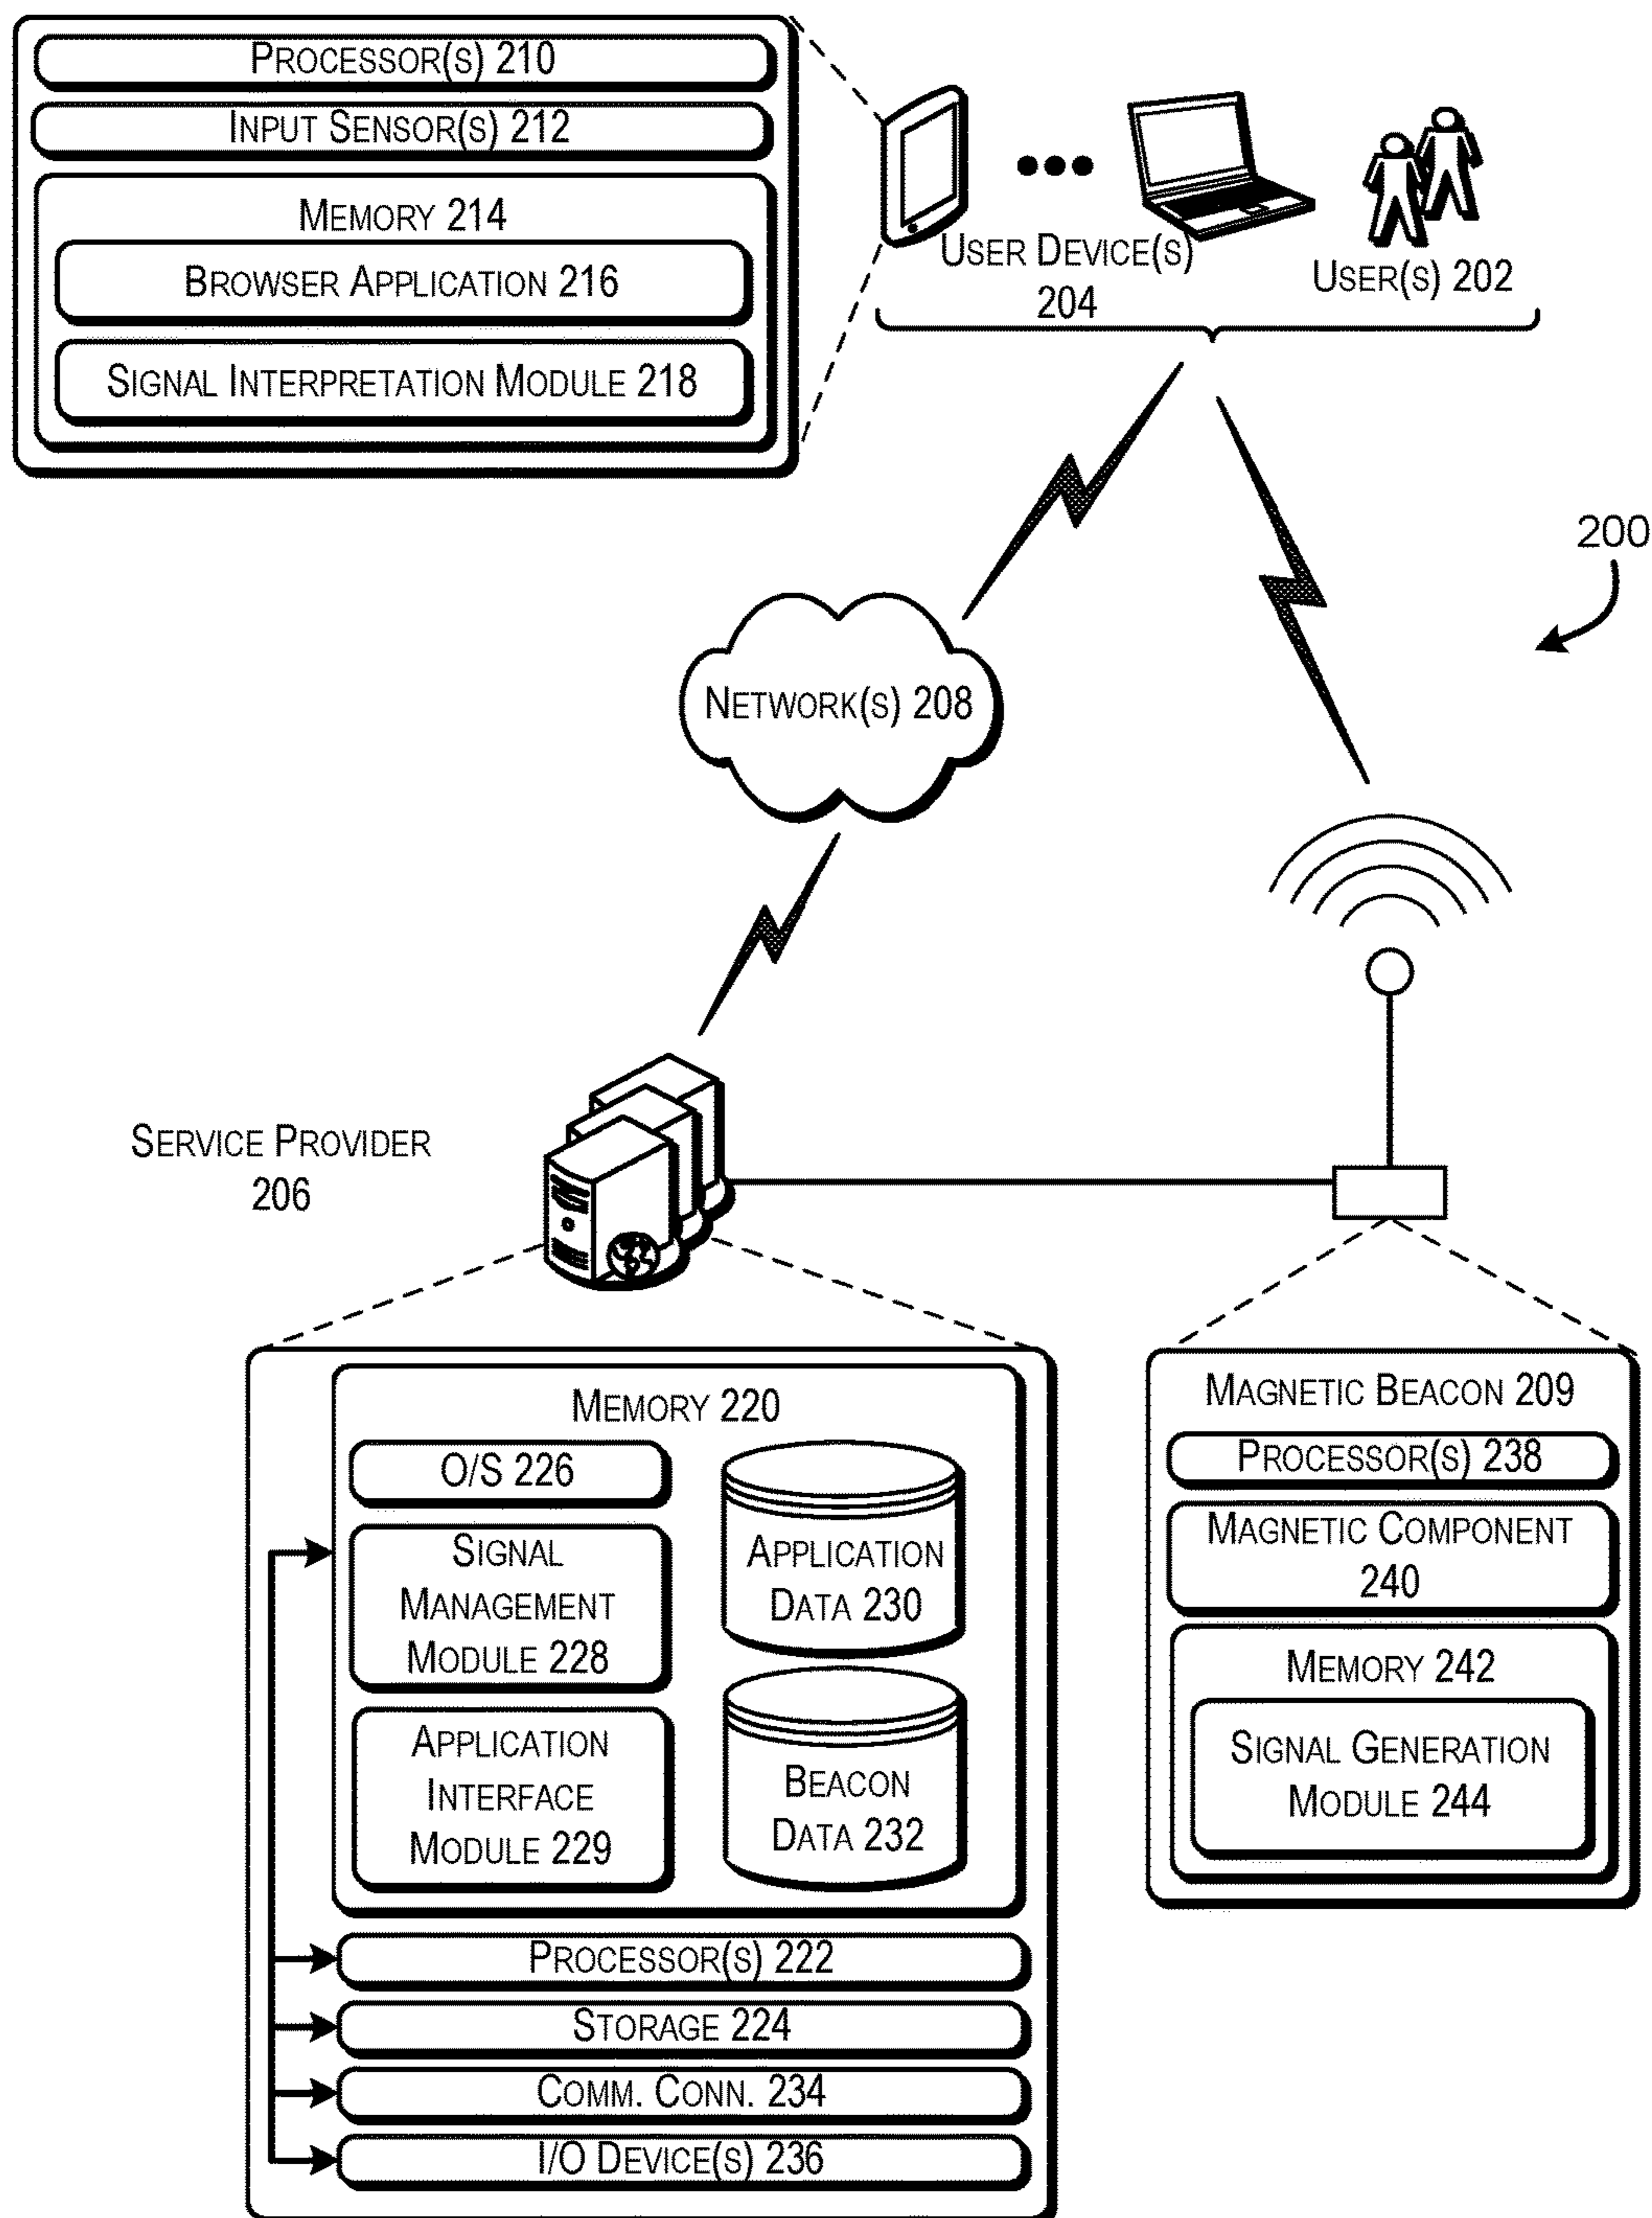 PROCESSOR(S) 210
INPUT SENSOR(S) 212
MEMORY 214
BROWSER APPLICATION 216
SIGNAL INTERPRETATION MODULE 218
USER DEVICE(S)
204
USER(S) 202
200
NETWORK(S) 208
SERVICE PROVIDER
206
MEMORY 220
O/S 226
SIGNAL
MANAGEMENT
MODULE 228
APPLICATION
INTERFACE
MODULE 229
APPLICATION
DATA 230
BEACON
DATA 232
PROCESSOR(S) 222
STORAGE 224
COMM. CONN. 234
I/O DEVICE(S) 236
MAGNETIC BEACON 209
PROCESSOR(S) 238
MAGNETIC COMPONENT
240
MEMORY 242
SIGNAL GENERATION
MODULE 244